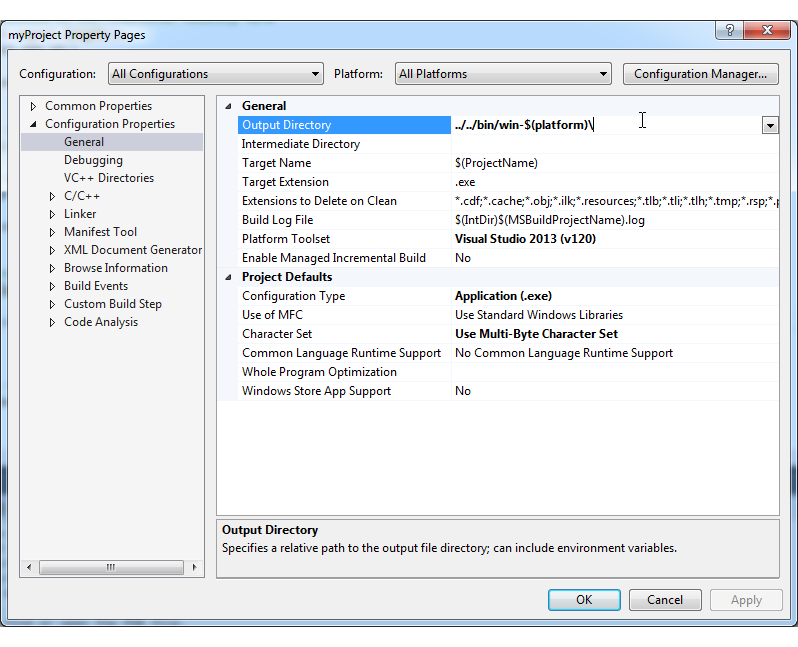 myProject Property Pages
Configuration: All Configurations Platform: All Platforms Configuration Manager...
Common Properties
Configuration Properties
General
Debugging
VC++ Directories
C/C++
Linker
Manifest Tool
XML Document Generator
Browse Information
Build Events
Custom Build Step
Code Analysis
General
Output Directory ../../bin/win-$(platform)\
Intermediate Directory
Target Name $(ProjectName)
Target Extension .exe
Extensions to Delete on Clean *.cdf;*.cache;*.obj;*.ilk;*.resources;*.tlb;*.tli;*.tlh;*.tmp;*.rsp;*.p
Build Log File $(IntDir)$(MSBuildProjectName).log
Platform Toolset Visual Studio 2013 (v120)
Enable Managed Incremental Build No
Project Defaults
Configuration Type Application (.exe)
Use of MFC Use Standard Windows Libraries
Character Set Use Multi-Byte Character Set
Common Language Runtime Support No Common Language Runtime Support
Whole Program Optimization
Windows Store App Support No
Output Directory
Specifies a relative path to the output file directory; can include environment variables.
OK Cancel Apply